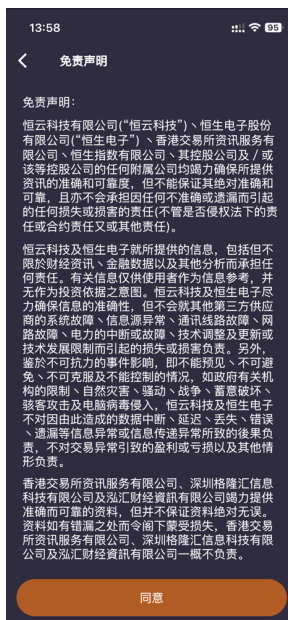 13:58
95
免责声明
免责声明：
恒云科技有限公司(“恒云科技”)、恒生电子股份
有限公司(“恒生电子”) 、香港交易所资讯服务有
限公司、恒生指数有限公司、其控股公司及 / 或
该等控股公司的任何附属公司均竭力确保所提供
资讯的准确和可靠度，但不能保证其绝对准确和
可靠，且亦不会承担因任何不准确或遗漏而引起
的任何损失或损害的责任(不管是否侵权法下的责
任或合约责任又或其他责任)。
恒云科技及恒生电子就所提供的信息，包括但不
限於财经资讯、金融数据以及其他分析而承担任
何责任。有关信息仅供使用者作为信息参考，并
无作为投资依据之意图。恒云科技及恒生电子尽
力确保信息的准确性，但不会就其他第三方供应
商的系统故障、信息源异常、通讯线路故障、网
路故障、电力的中断或故障、技术调整及更新或
技术发展限制而引起的损失或损害负责。另外，
鉴於不可抗力的事件影响，即不能预见、不可避
免、不可克服及不能控制的情况，如政府有关机
构的限制、自然灾害、骚动、战争、蓄意破坏、
骇客攻击及电脑病毒侵入，恒云科技及恒生电子
不对因由此造成的数据中断、延迟、丢失、错误
、遗漏等信息异常或信息传递异常所致的後果负
责，不对交易异常引致的盈利或亏损以及其他情
形负责。
香港交易所资讯服务有限公司、深圳格隆汇信息
科技有限公司及泓汇财经資訊有限公司竭力提供
准确而可靠的资料，但并不保证资料绝对无误。
资料如有错漏之处而令阁下蒙受损失，香港交易
所资讯服务有限公司、深圳格隆汇信息科技有限
公司及泓汇财经資訊有限公司一概不负责。
同意